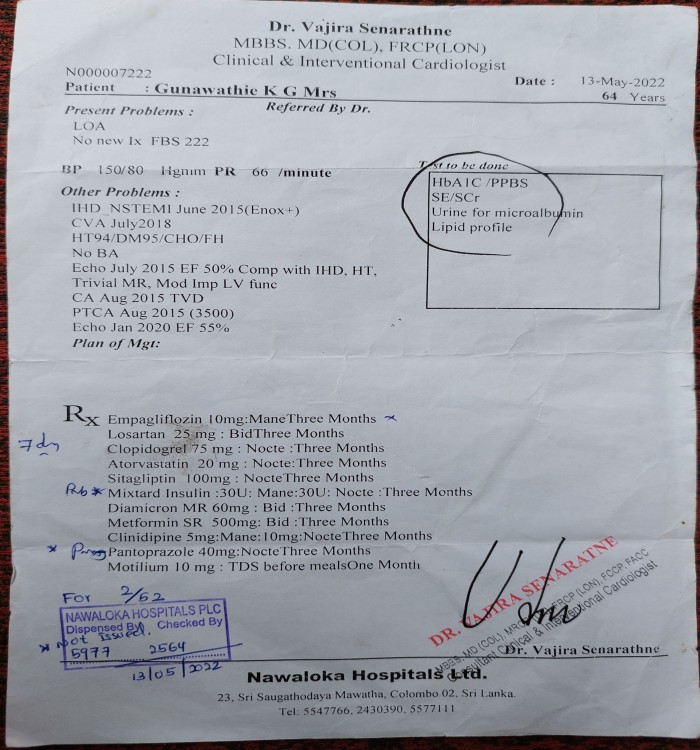 Dr. Vajira Senarathne
MBBS. MD(COL), FRCP(LON)
Clinical & Interventional Cardiologist
N000007222
Date : 13-May-2022
Patient : Gunawathie K G Mrs
64 Years
Present Problems : Referred By Dr.
LOA
No new Ix FBS 222
BP 150/80 Hgmm PR 66 /minute
Test to be done
HbA1C /PPBS
SE/SCr
Urine for microalbumin
Lipid profile
Other Problems :
IHD_NSTEMI June 2015(Enox+)
CVA July2018
HT94/DM95/CHO/FH
No BA
Echo July 2015 EF 50% Comp with IHD, HT,
Trivial MR, Mod Imp LV func
CA Aug 2015 TVD
PTCA Aug 2015 (3500)
Echo Jan 2020 EF 55%
Plan of Mgt:
Rx Empagliflozin 10mg:ManeThree Months
Losartan 25 mg : BidThree Months
Clopidogrel 75 mg : Nocte :Three Months
Atorvastatin 20 mg : Nocte:Three Months
Sitagliptin 100mg : NocteThree Months
Mixtard Insulin :30U: Mane:30U: Nocte :Three Months
Diamicron MR 60mg : Bid :Three Months
Metformin SR 500mg: Bid :Three Months
Clinidipine 5mg:Mane:10mg:NocteThree Months
Pantoprazole 40mg:NocteThree Months
Motilium 10 mg : TDS before mealsOne Month
For 2/52
NAWALOKA HOSPITALS PLC
Dispensed By Checked By
* Not Issued.
5977 2564
13/05/2022
DR. VAJIRA SENARATNE
MBBS, MD (COL), MRCP, FRCP (LON), FCCP, FACC
Consultant Clinical & Interventional Cardiologist
Dr. Vajira Senarathne
Nawaloka Hospitals Ltd.
23, Sri Saugathodaya Mawatha, Colombo 02, Sri Lanka.
Tel: 5547766, 2430390, 5577111